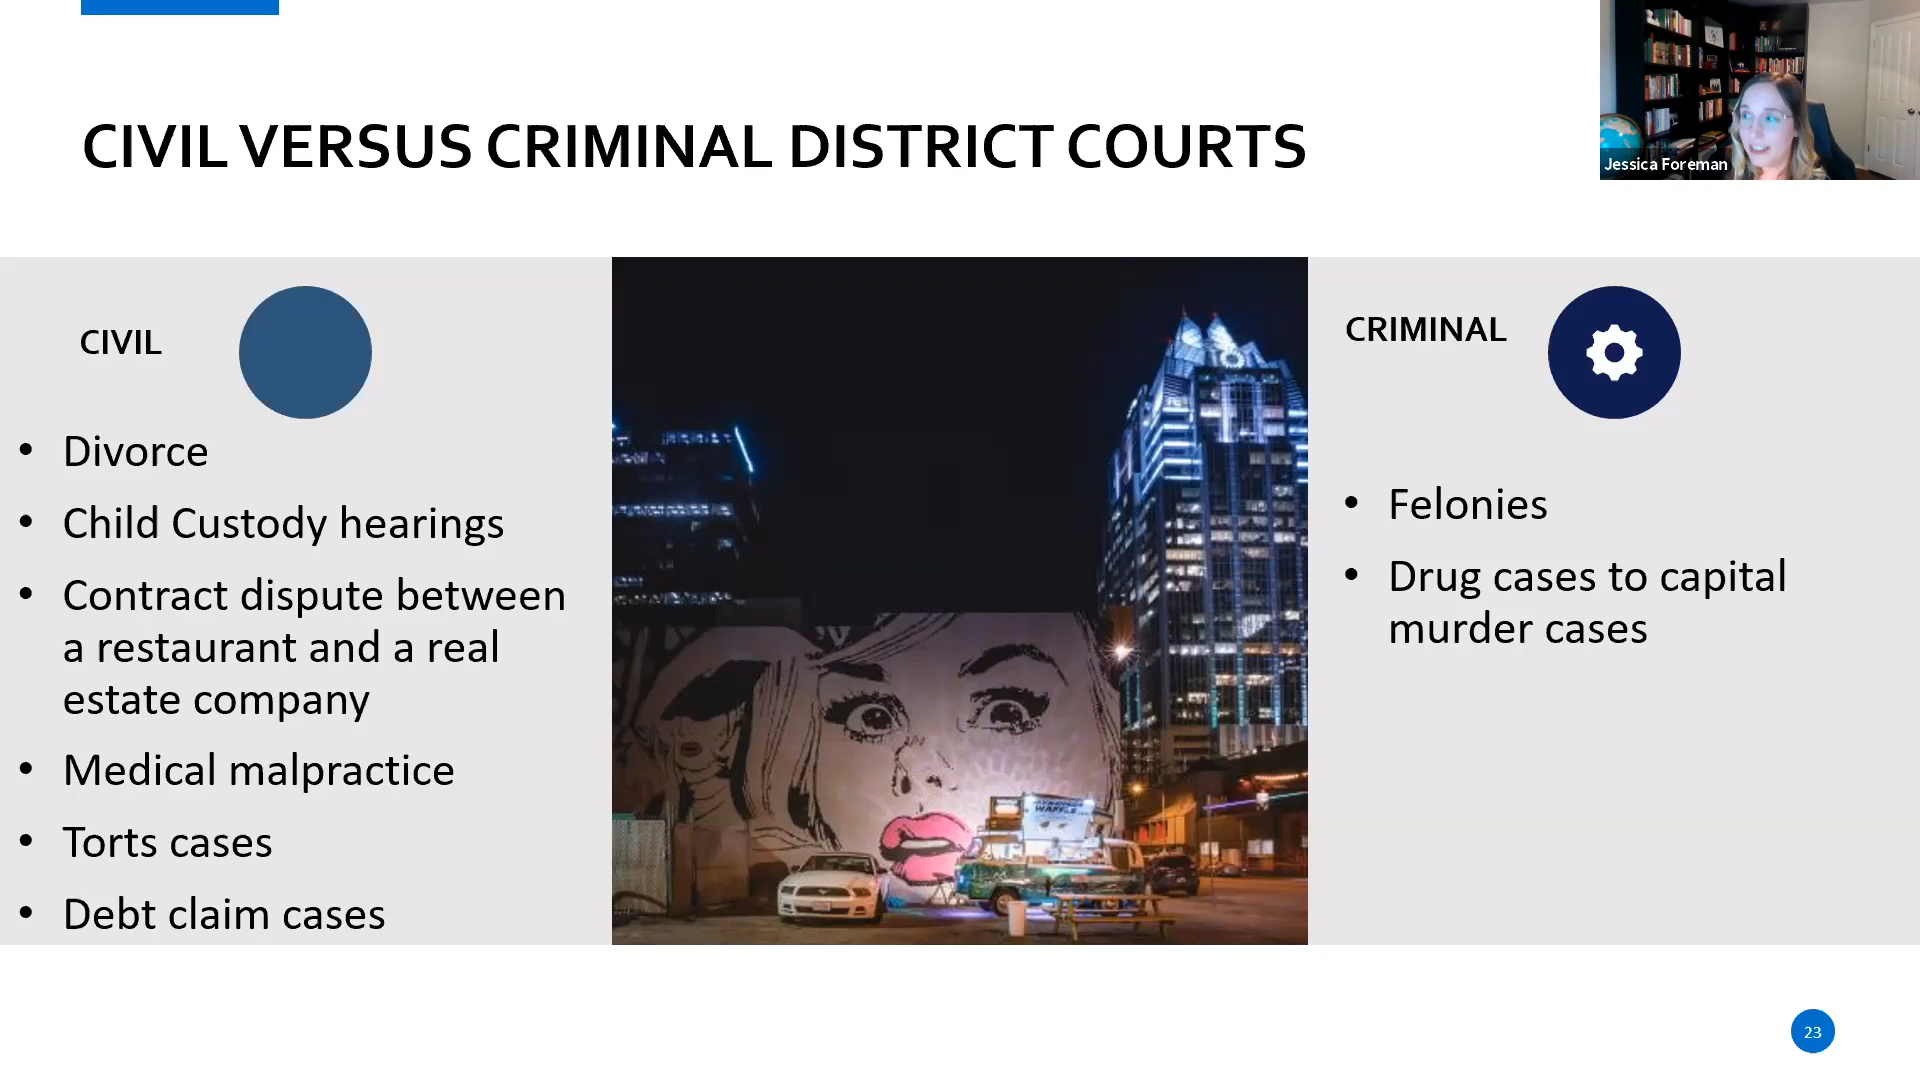 CIVIL VERSUS CRIMINAL DISTRICT COURTS
Jessica Foreman
CIVIL
• Divorce
• Child Custody hearings
• Contract dispute between
a restaurant and a real
estate company
• Medical malpractice
• Torts cases
• Debt claim cases
WAFFLE
CRIMINAL
• Felonies
• Drug cases to capital
murder cases
23